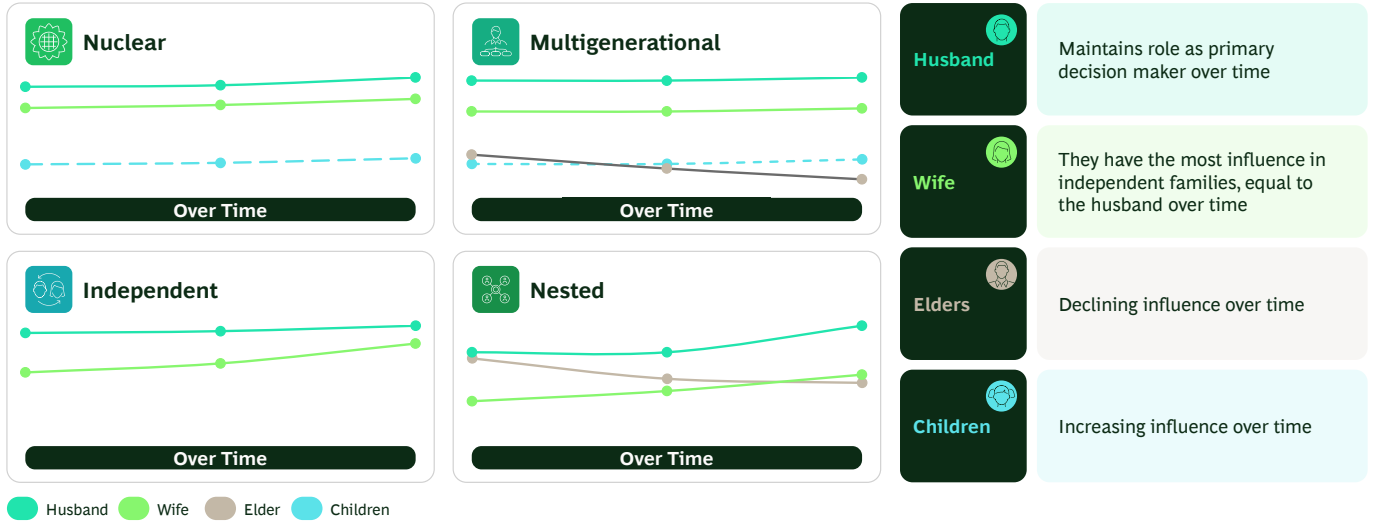 Nuclear
Over Time
Multigenerational
Over Time
Independent
Over Time
Nested
Over Time
Husband
Wife
Elder
Children
Husband
Maintains role as primary
decision maker over time
Wife
They have the most influence in
independent families, equal to
the husband over time
Elders
Declining influence over time
Children
Increasing influence over time